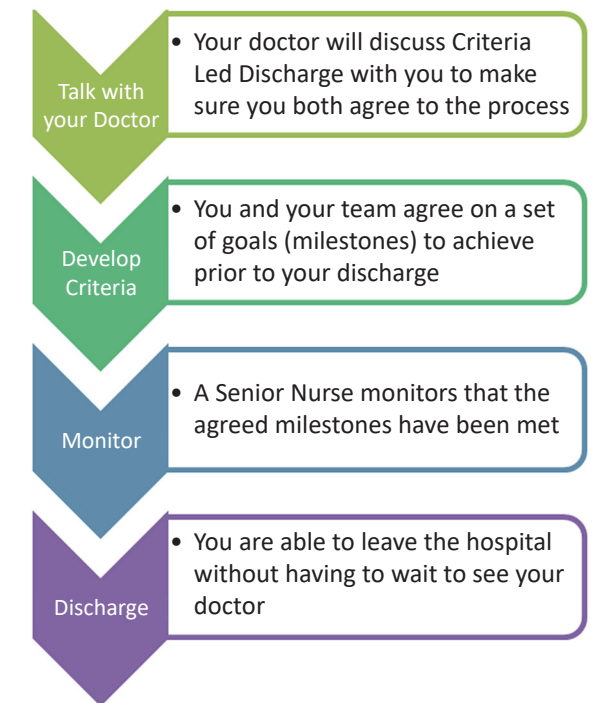 Talk with
your Doctor
• Your doctor will discuss Criteria
Led Discharge with you to make
sure you both agree to the process
Develop
Criteria
• You and your team agree on a set
of goals (milestones) to achieve
prior to your discharge
Monitor
• A Senior Nurse monitors that the
agreed milestones have been met
Discharge
• You are able to leave the hospital
without having to wait to see your
doctor